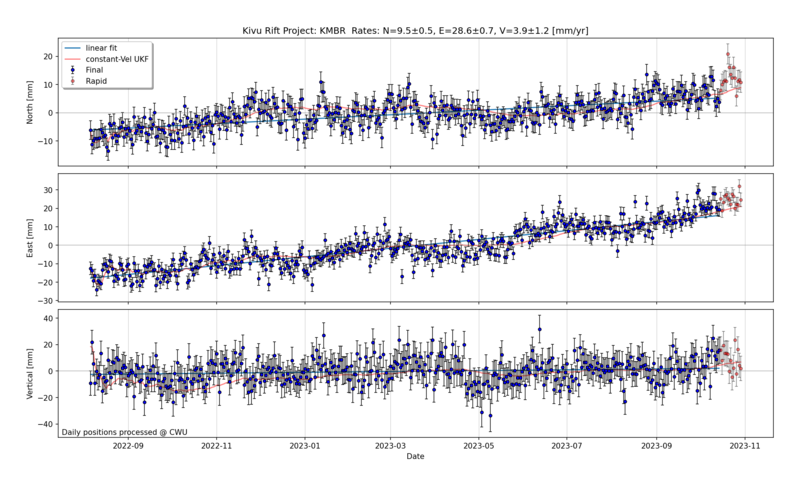 Kivu Rift Project: KMBR Rates: N=9.5±0.5, E=28.6±0.7, V=3.9±1.2 [mm/yr]
linear fit
constant-Vel UKF
Final
Rapid
North [mm]
20
10
0
−10
East [mm]
30
20
10
0
−10
−20
−30
Vertical [mm]
40
20
0
−20
−40
Daily positions processed @ CWU
2022-09
2022-11
2023-01
2023-03
2023-05
2023-07
2023-09
2023-11
Date